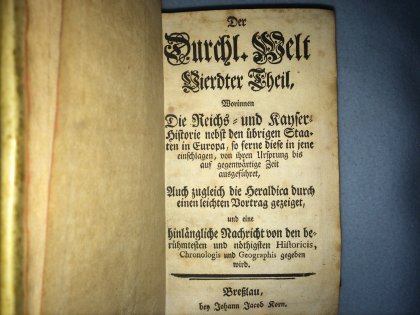 Der
Durchl. Welt
Vierdter Theil,
Worinnen
Die Reichs- und Kayser-
Historie nebst den übrigen Staa-
ten in Europa, so ferne diese in jene
einschlagen, von ihren Ursprung bis
auf gegenwärtige Zeit
ausgeführet,
Auch zugleich die Heraldica durch
einen leichten Vortrag gezeiget,
und eine
hinlängliche Nachricht von den be-
rühmtesten und nöthigsten Historicis,
Chronologis und Geographis gegeben
wird.
Breßlau,
bey Johann Jacob Korn.